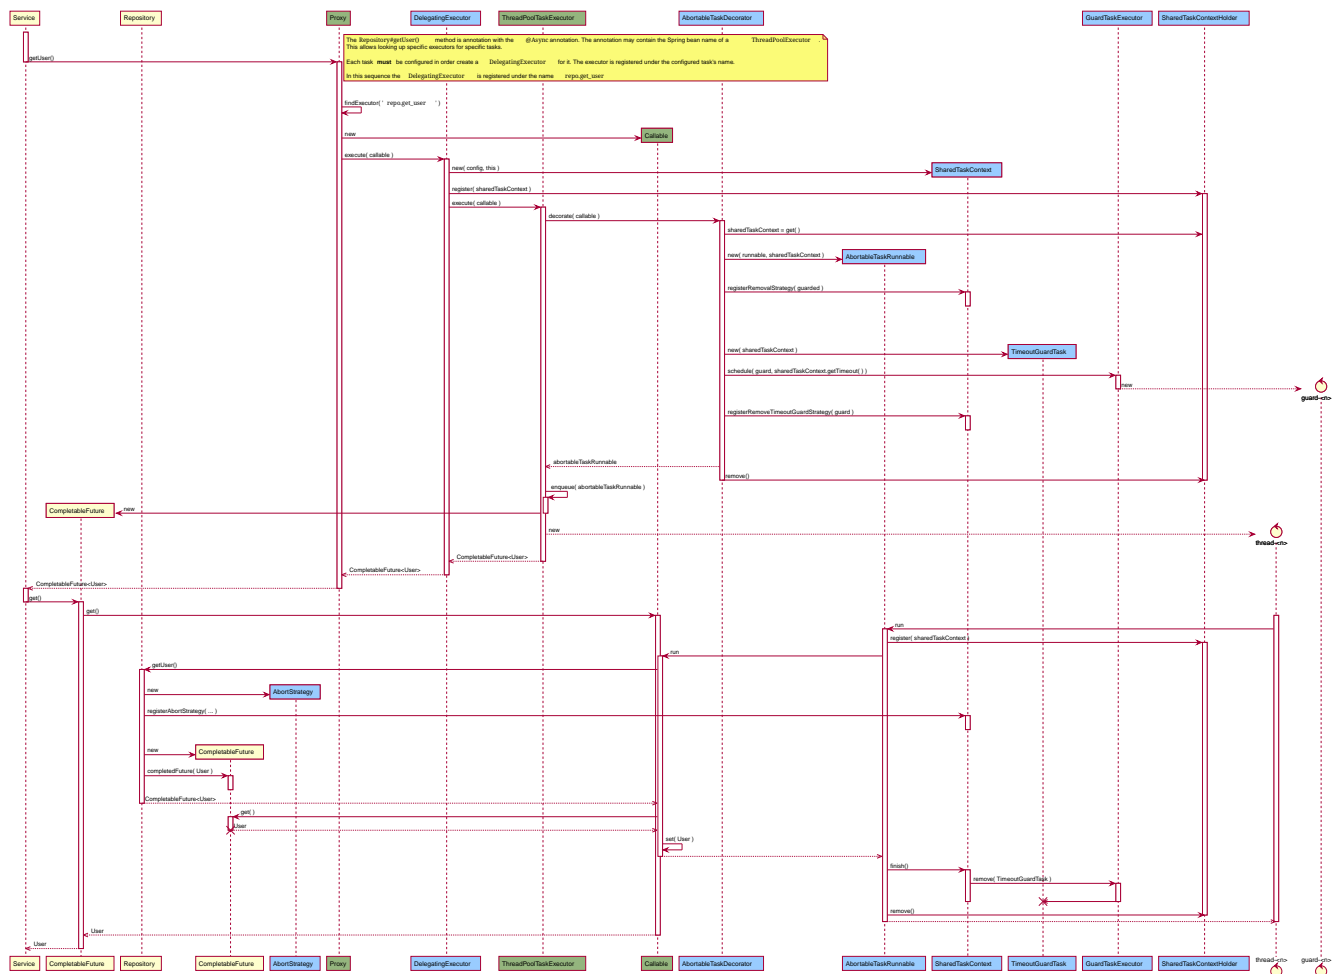 Service
Repository
Proxy
DelegatingExecutor
ThreadPoolTaskExecutor
AbortableTaskDecorator
GuardTaskExecutor
SharedTaskContextHolder
The Repository#getUser() method is annotation with the @Async annotation. The annotation may contain the Spring bean name of a ThreadPoolExecutor .
This allows looking up specific executors for specific tasks.
Each task must be configured in order create a DelegatingExecutor for it. The executor is registered under the configured task's name.
In this sequence the DelegatingExecutor is registered under the name repo.get_user
getUser()
findExecutor( ' repo.get_user ' )
new
Callable
execute( callable )
new( config, this )
SharedTaskContext
register( sharedTaskContext )
execute( callable )
decorate( callable )
sharedTaskContext = get( )
new( runnable, sharedTaskContext )
AbortableTaskRunnable
registerRemovalStrategy( guarded )
new( sharedTaskContext )
TimeoutGuardTask
schedule( guard, sharedTaskContext.getTimeout( ) )
new
guard-<n>
registerRemoveTimeoutGuardStrategy( guard )
abortableTaskRunnable
remove()
enqueue( abortableTaskRunnable )
CompletableFuture
new
new
thread-<n>
CompletableFuture<User>
CompletableFuture<User>
CompletableFuture<User>
get()
get()
run
register( sharedTaskContext )
run
getUser()
new
AbortStrategy
registerAbortStrategy( ... )
new
CompletableFuture
completedFuture( User )
CompletableFuture<User>
get( )
User
set( User )
finish()
remove( TimeoutGuardTask )
remove()
User
User
Service
CompletableFuture
Repository
CompletableFuture
AbortStrategy
Proxy
DelegatingExecutor
ThreadPoolTaskExecutor
Callable
AbortableTaskDecorator
AbortableTaskRunnable
SharedTaskContext
TimeoutGuardTask
GuardTaskExecutor
SharedTaskContextHolder
thread-<n>
guard-<n>